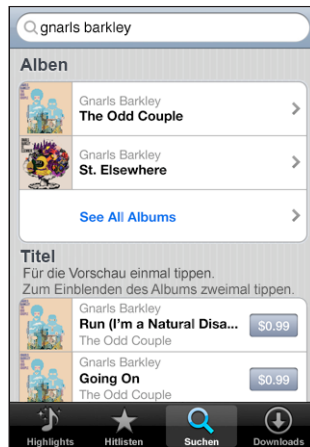 gnarls barkley
Alben
Gnarls Barkley
The Odd Couple
Gnarls Barkley
St. Elsewhere
See All Albums
Titel
Für die Vorschau einmal tippen.
Zum Einblenden des Albums zweimal tippen.
Gnarls Barkley
Run (I'm a Natural Disa...
$0.99
The Odd Couple
Gnarls Barkley
Going On
$0.99
The Odd Couple
Highlights Hitlisten Suchen Downloads